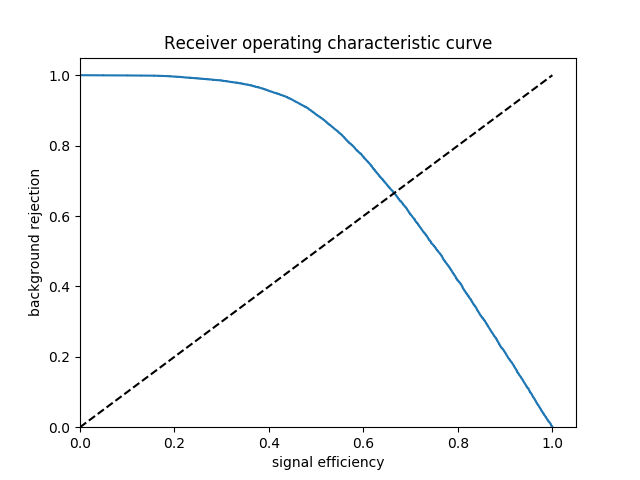 Receiver operating characteristic curve
1.0
0.8
0.6
0.4
0.2
0.0
background rejection
0.0 0.2 0.4 0.6 0.8 1.0
signal efficiency